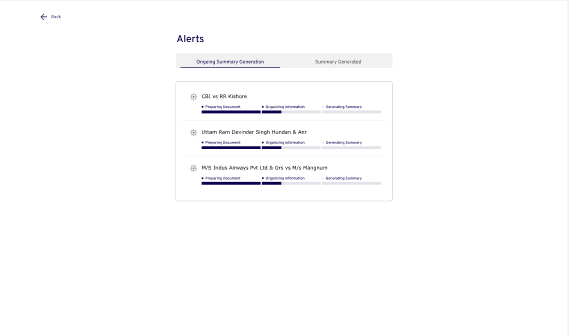 Back
Alerts
Ongoing Summary Generation Summary Generated
CBI vs RR Kishore
Preparing Document Organizing Information Generating Summary
Uttam Ram Devinder Singh Hundan & Anr
Preparing Document Organizing Information Generating Summary
M/S Indus Airways Pvt Ltd & Ors vs M/s Mangnum
Preparing Document Organizing Information Generating Summary